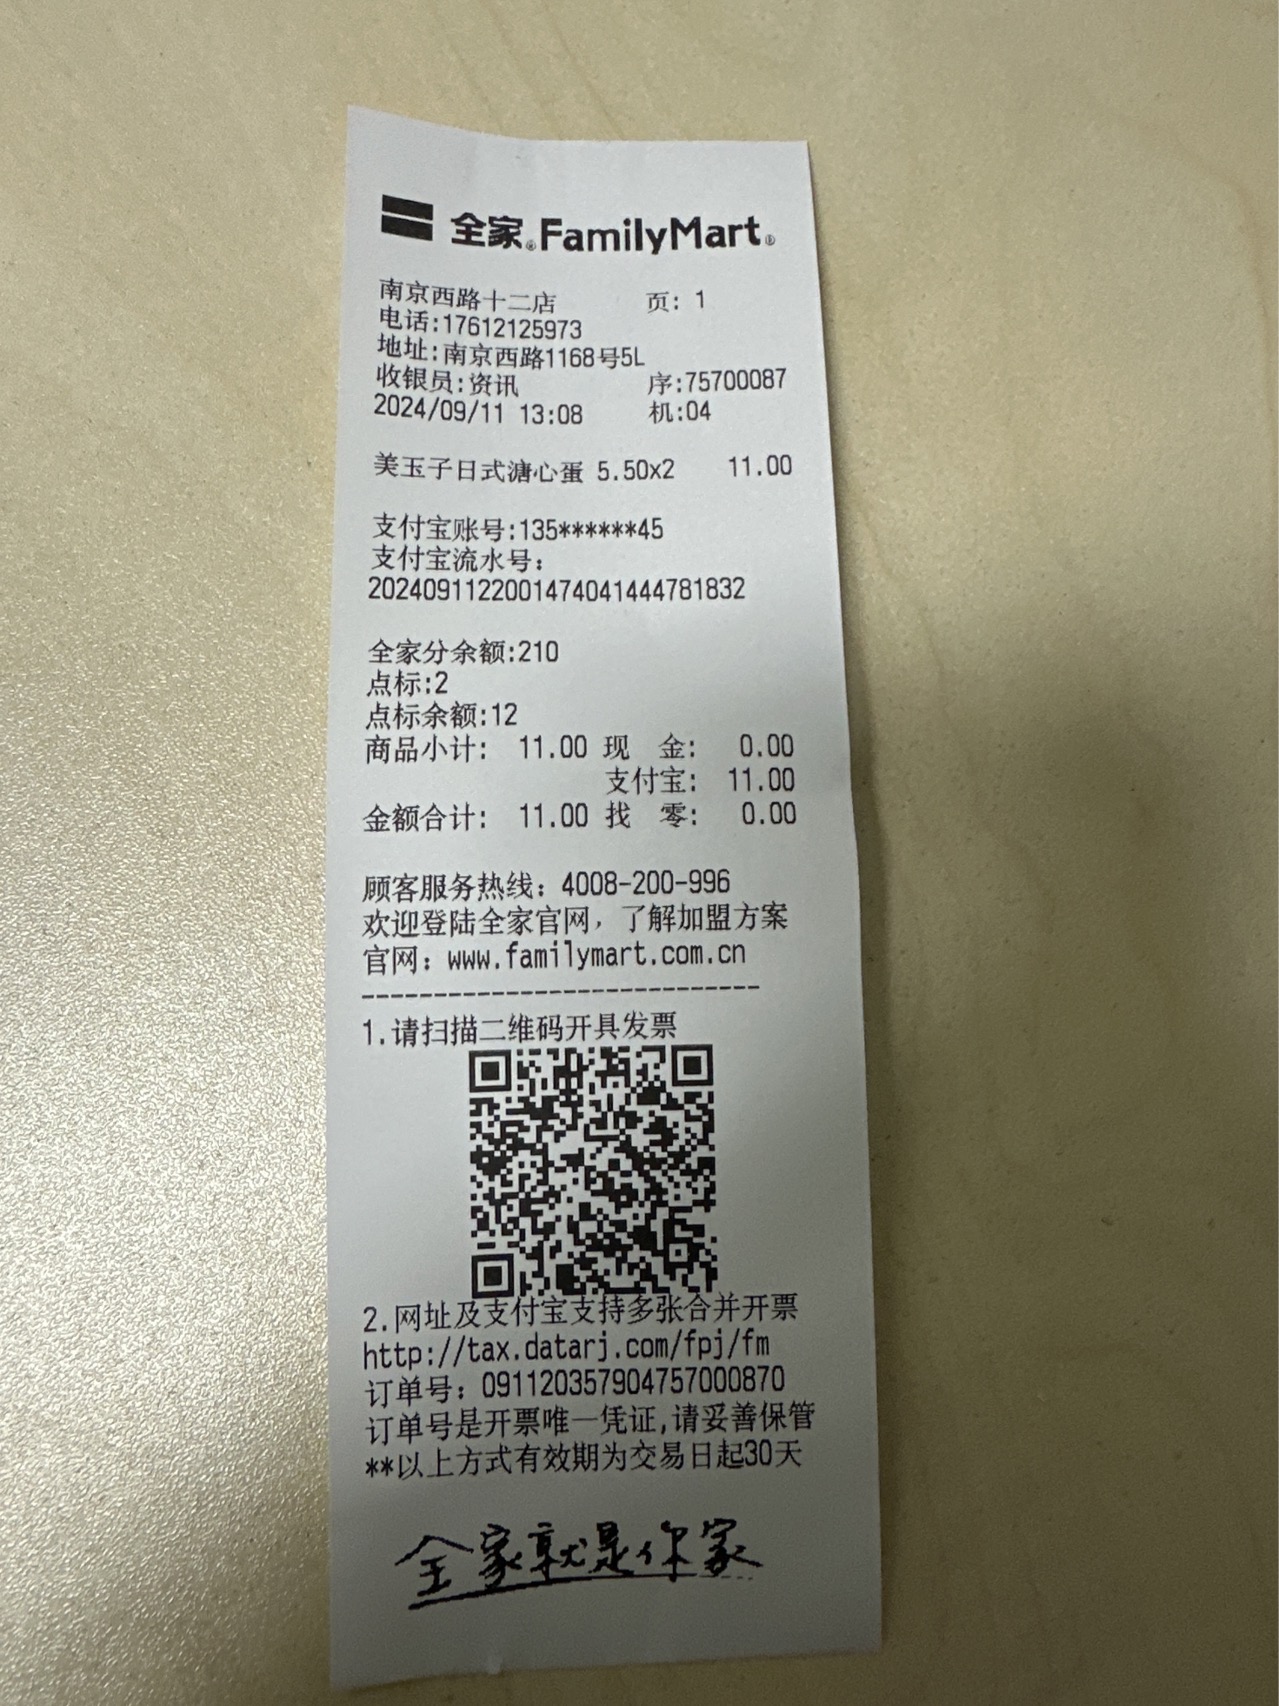 全家®FamilyMart®
南京西路十二店 页: 1
电话:17612125973
地址:南京西路1168号5L
收银员:资讯 序:75700087
2024/09/11 13:08 机:04
美玉子日式溏心蛋 5.50x2 11.00
支付宝账号:135******45
支付宝流水号:
2024091122001474041444781832
全家分余额:210
点标:2
点标余额:12
商品小计: 11.00 现 金: 0.00
支付宝: 11.00
金额合计: 11.00 找 零: 0.00
顾客服务热线: 4008-200-996
欢迎登陆全家官网, 了解加盟方案
官网: www.familymart.com.cn
----------------------------
1.请扫描二维码开具发票
2.网址及支付宝支持多张合并开票
http://tax.datarj.com/fpj/fm
订单号: 091120357904757000870
订单号是开票唯一凭证,请妥善保管
**以上方式有效期为交易日起30天
全家就是你家